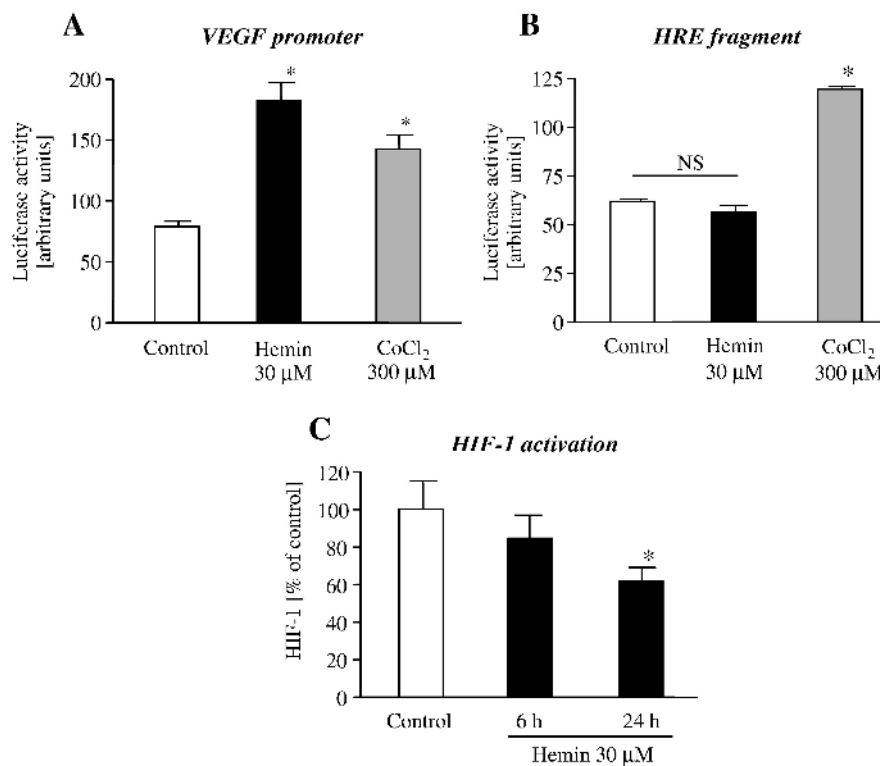 A
VEGF promoter
Luciferase activity
[arbitrary units]
200
150
100
50
0
*
*
Control
Hemin
30 µM
CoCl2
300 µM
B
HRE fragment
Luciferase activity
[arbitrary units]
125
100
75
50
25
0
NS
*
Control
Hemin
30 µM
CoCl2
300 µM
C
HIF-1 activation
HIF-1 [% of control]
120
100
80
60
40
20
0
*
Control
6 h
24 h
Hemin 30 µM